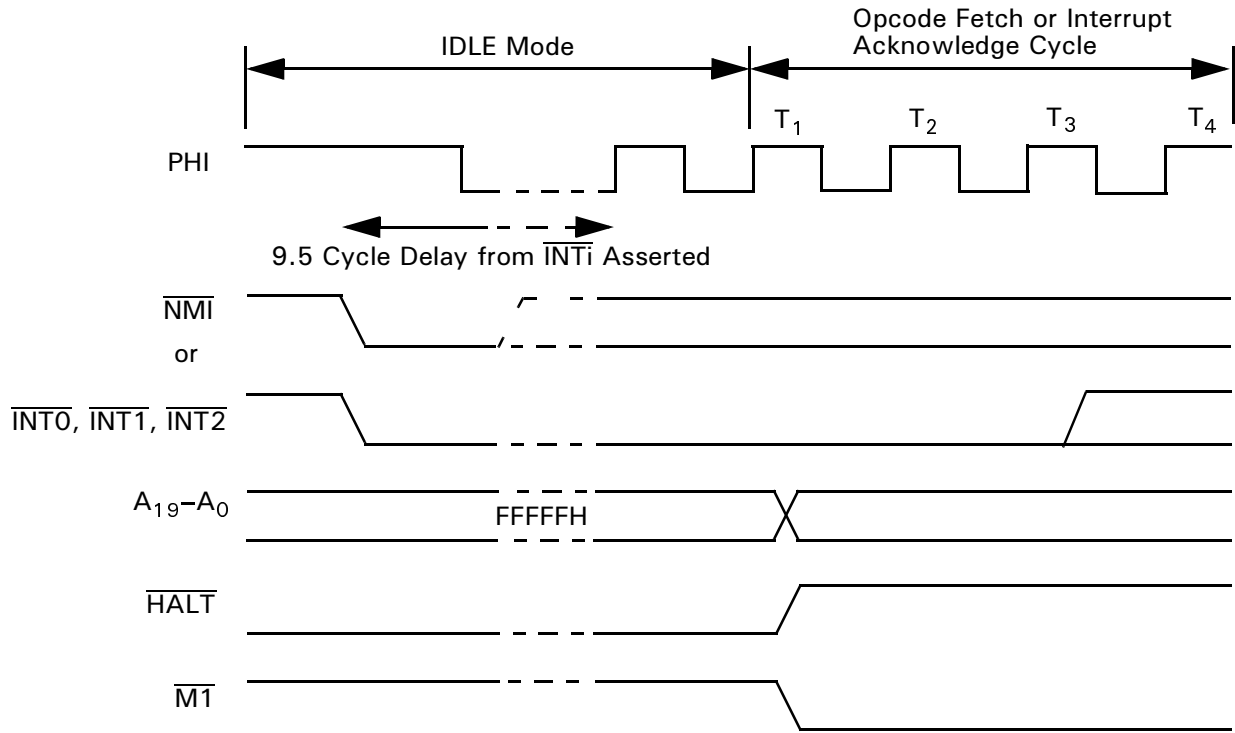 IDLE Mode
Opcode Fetch or Interrupt
Acknowledge Cycle
T1
T2
T3
T4
PHI
9.5 Cycle Delay from INTi Asserted
NMI
or
INT0, INT1, INT2
A19–A0
FFFFFH
HALT
M1